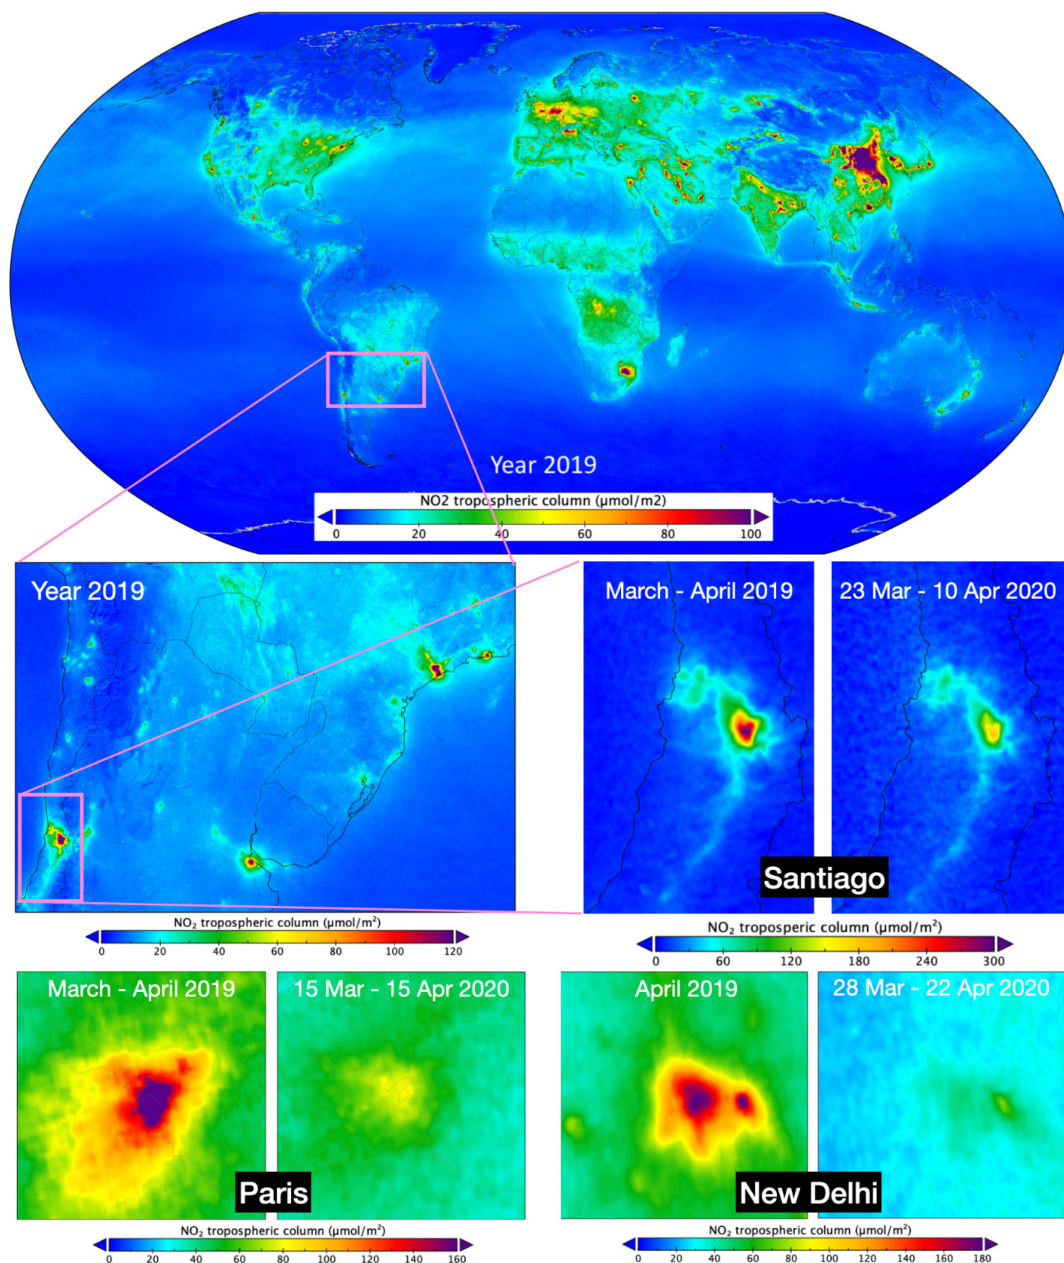 Year 2019
NO2 tropospheric column (µmol/m2)
0 20 40 60 80 100
Year 2019
March - April 2019
23 Mar - 10 Apr 2020
Santiago
NO₂ tropospheric column (µmol/m²)
0 20 40 60 80 100 120
NO₂ troposperic column (µmol/m²)
0 60 120 180 240 300
March - April 2019
15 Mar - 15 Apr 2020
April 2019
28 Mar - 22 Apr 2020
Paris
New Delhi
NO₂ tropospheric column (µmol/m²)
0 20 40 60 80 100 120 140 160
NO₂ tropospheric column (µmol/m²)
0 20 40 60 80 100 120 140 160 180